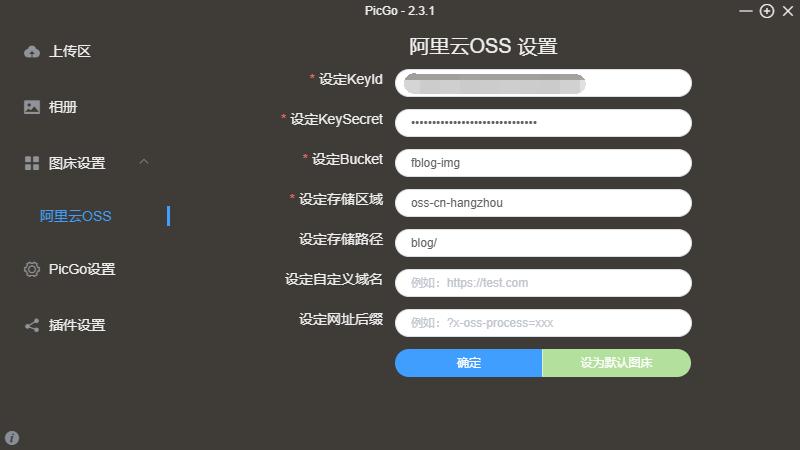 PicGo - 2.3.1
上传区
相册
图床设置
阿里云OSS
PicGo设置
插件设置
阿里云OSS 设置
* 设定KeyId
* 设定KeySecret
* 设定Bucket
fblog-img
* 设定存储区域
oss-cn-hangzhou
设定存储路径
blog/
设定自定义域名
例如：https://test.com
设定网址后缀
例如：?x-oss-process=xxx
确定
设为默认图床